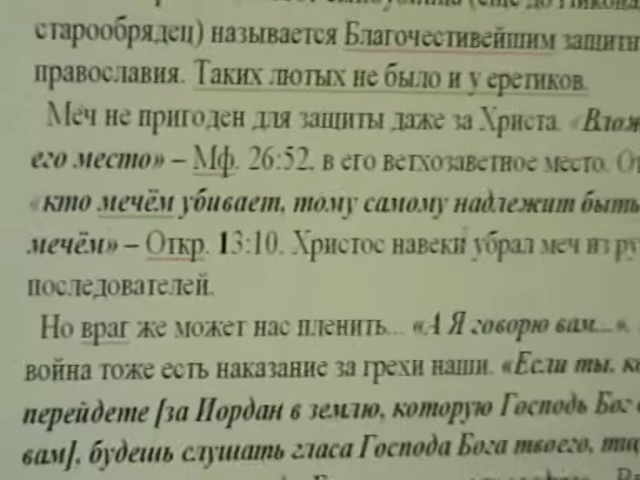 старообрядец) называется Благочестивейшим
православия. Таких лютых не было и у еретиков.
Меч не пригоден для защиты даже за Христа.
его место» – Мф. 26:52, в его ветхозаветное место.
«кто мечём убивает, тому самому надлежит быть
мечём» – Откр. 13:10. Христос навеки убрал меч из
последователей.
Но враг же может нас пленить... «А Я говорю вам...».
война тоже есть наказание за грехи наши. «Если ты,
перейдете [за Иордан в землю, которую Господь Бог
вам], будешь слушать гласа Господа Бога твоего,